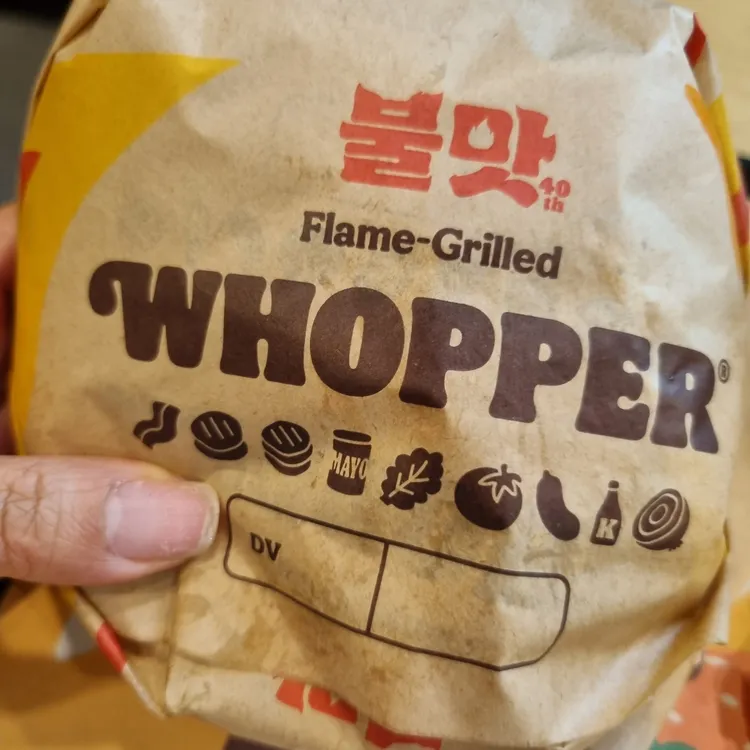 불맛 40th
Flame-Grilled
WHOPPER®
MAYO
K
DV